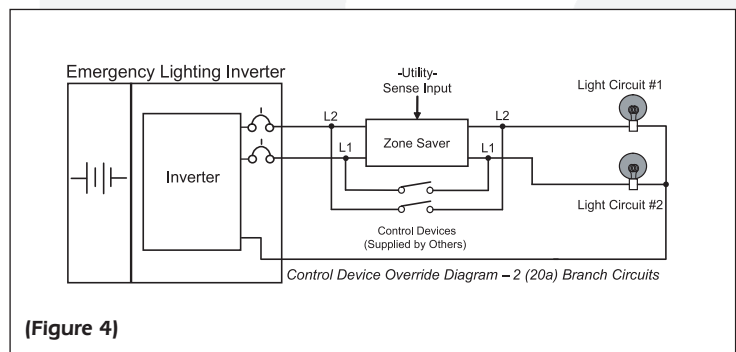 Emergency Lighting Inverter
-Utility-
Sense Input
Light Circuit #1
L2
L2
Zone Saver
L1
L1
Inverter
Light Circuit #2
Control Devices
(Supplied by Others)
Control Device Override Diagram – 2 (20a) Branch Circuits
(Figure 4)